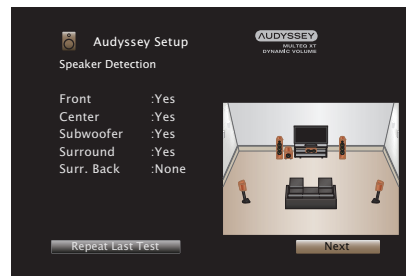 Audyssey Setup
AUDYSSEY
MULTEQ XT
DYNAMIC VOLUME
Speaker Detection
Front :Yes
Center :Yes
Subwoofer :Yes
Surround :Yes
Surr. Back :None
Repeat Last Test
Next